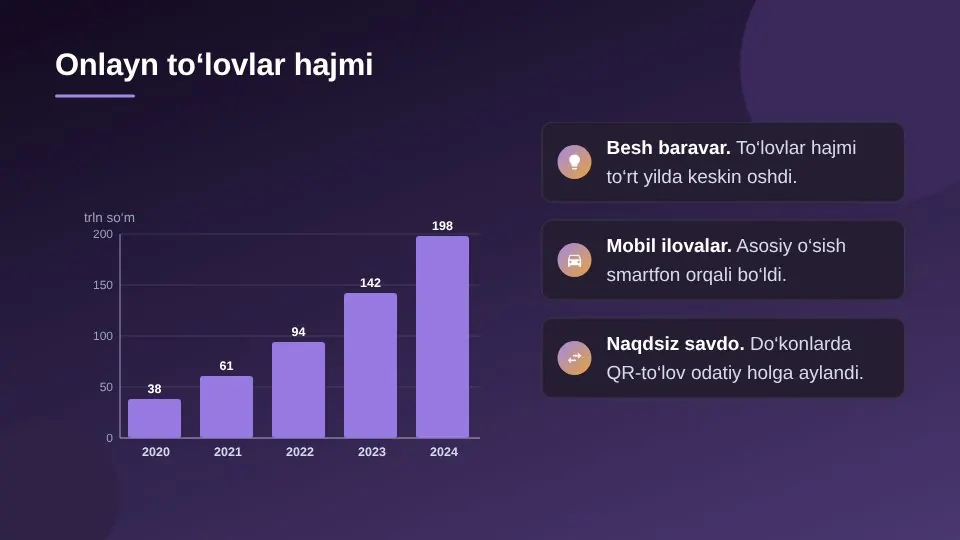 Onlayn to‘lovlar hajmi
trln so‘m
200
150
100
50
0
38
61
94
142
198
2020
2021
2022
2023
2024
Besh baravar. To‘lovlar hajmi
to‘rt yilda keskin oshdi.
Mobil ilovalar. Asosiy o‘sish
smartfon orqali bo‘ldi.
Naqdsiz savdo. Do‘konlarda
QR-to‘lov odatiy holga aylandi.